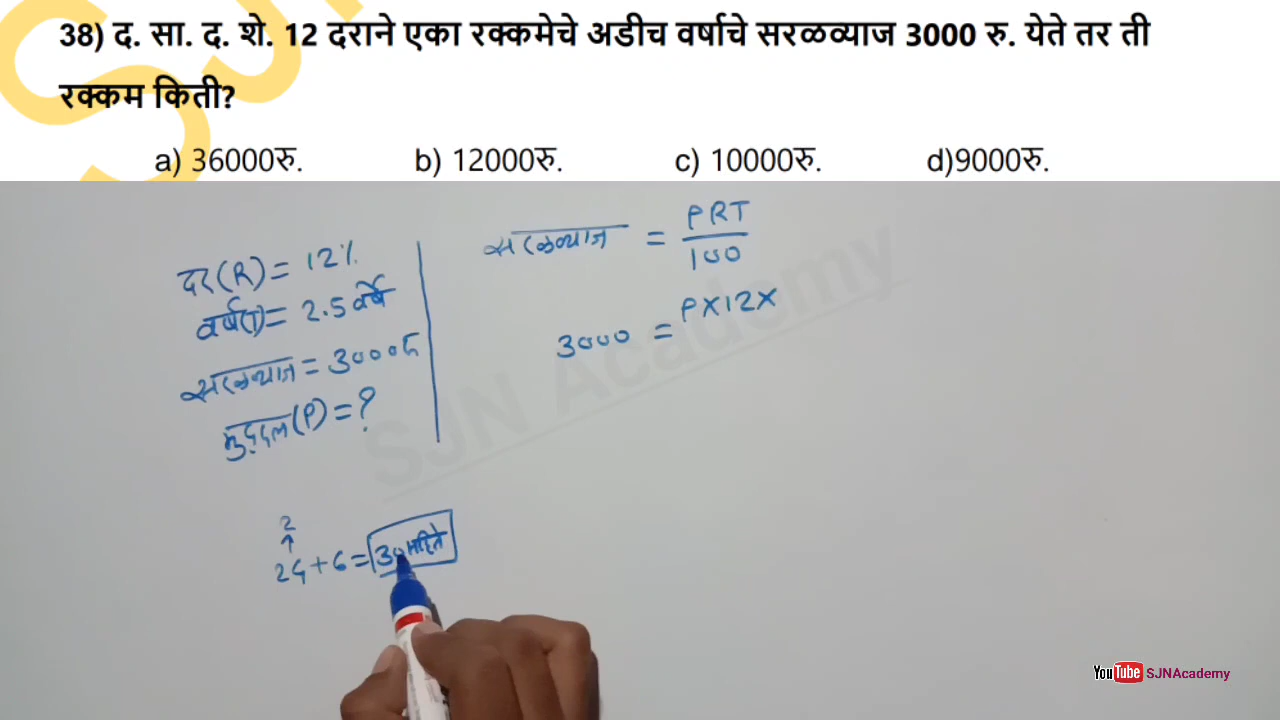 38) द. सा. द. शे. 12 दराने एका रक्कमेचे अडीच वर्षाचे सरळव्याज 3000 रु. येते तर ती
रक्कम किती?
a) 36000रु. b) 12000रु. c) 10000रु. d)9000रु.
दर(R) = 12%
वर्ष(T) = 2.5 वर्षे
सरळव्याज = 3000रु
मुद्दल(P) = ?
सरळव्याज = PRT
100
3000 = P×12×
2
↑
24+6=30 महिने
SJN Academy
YouTube SJNAcademy